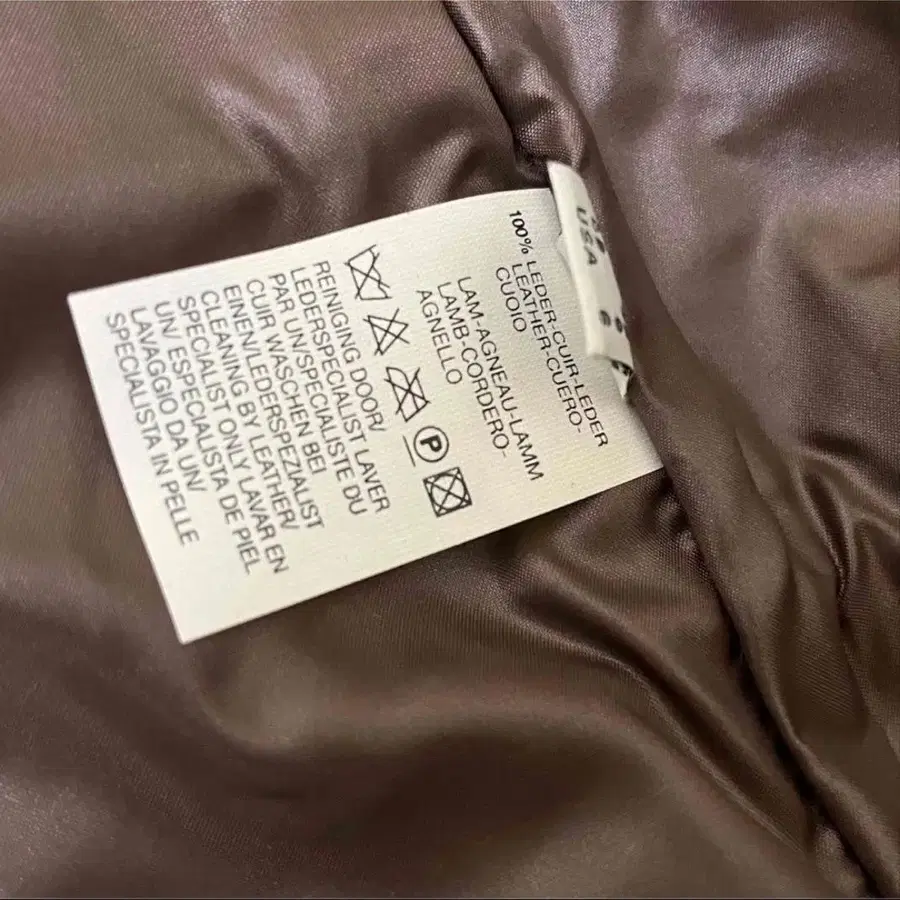 USA
6
100% LEDER-CUIR-LEDER
LEATHER-CUERO-
CUOIO
LAM-AGNEAU-LAMM
LAMB-CORDERO-
AGNELLO
P
REINIGING DOOR/
LEDERSPECIALIST LAVER
PAR UN/SPECIALISTE DU
CUIR WASCHEN BEI
EINEN/LEDERSPEZIALIST
CLEANING BY LEATHER/
SPECIALIST ONLY LAVAR EN
UN/ ESPECIALISTA DE PIEL
LAVAGGIO DA UN/
SPECIALISTA IN PELLE